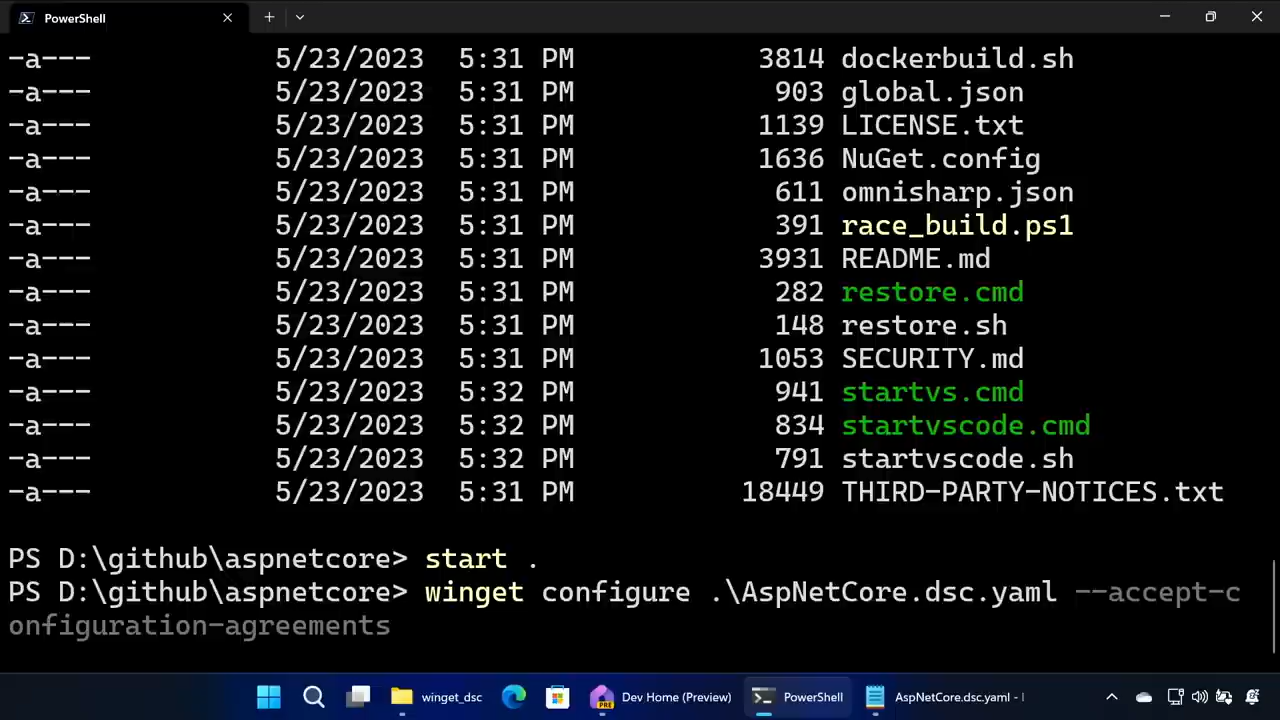 PowerShell
-a--- 5/23/2023 5:31 PM 3814 dockerbuild.sh
-a--- 5/23/2023 5:31 PM 903 global.json
-a--- 5/23/2023 5:31 PM 1139 LICENSE.txt
-a--- 5/23/2023 5:31 PM 1636 NuGet.config
-a--- 5/23/2023 5:31 PM 611 omnisharp.json
-a--- 5/23/2023 5:31 PM 391 race_build.ps1
-a--- 5/23/2023 5:31 PM 3931 README.md
-a--- 5/23/2023 5:31 PM 282 restore.cmd
-a--- 5/23/2023 5:31 PM 148 restore.sh
-a--- 5/23/2023 5:31 PM 1053 SECURITY.md
-a--- 5/23/2023 5:32 PM 941 startvs.cmd
-a--- 5/23/2023 5:32 PM 834 startvscode.cmd
-a--- 5/23/2023 5:32 PM 791 startvscode.sh
-a--- 5/23/2023 5:31 PM 18449 THIRD-PARTY-NOTICES.txt
PS D:\github\aspnetcore> start .
PS D:\github\aspnetcore> winget configure .\AspNetCore.dsc.yaml --accept-c
onfiguration-agreements
winget_dsc PRE Dev Home (Preview) PowerShell AspNetCore.dsc.yaml -